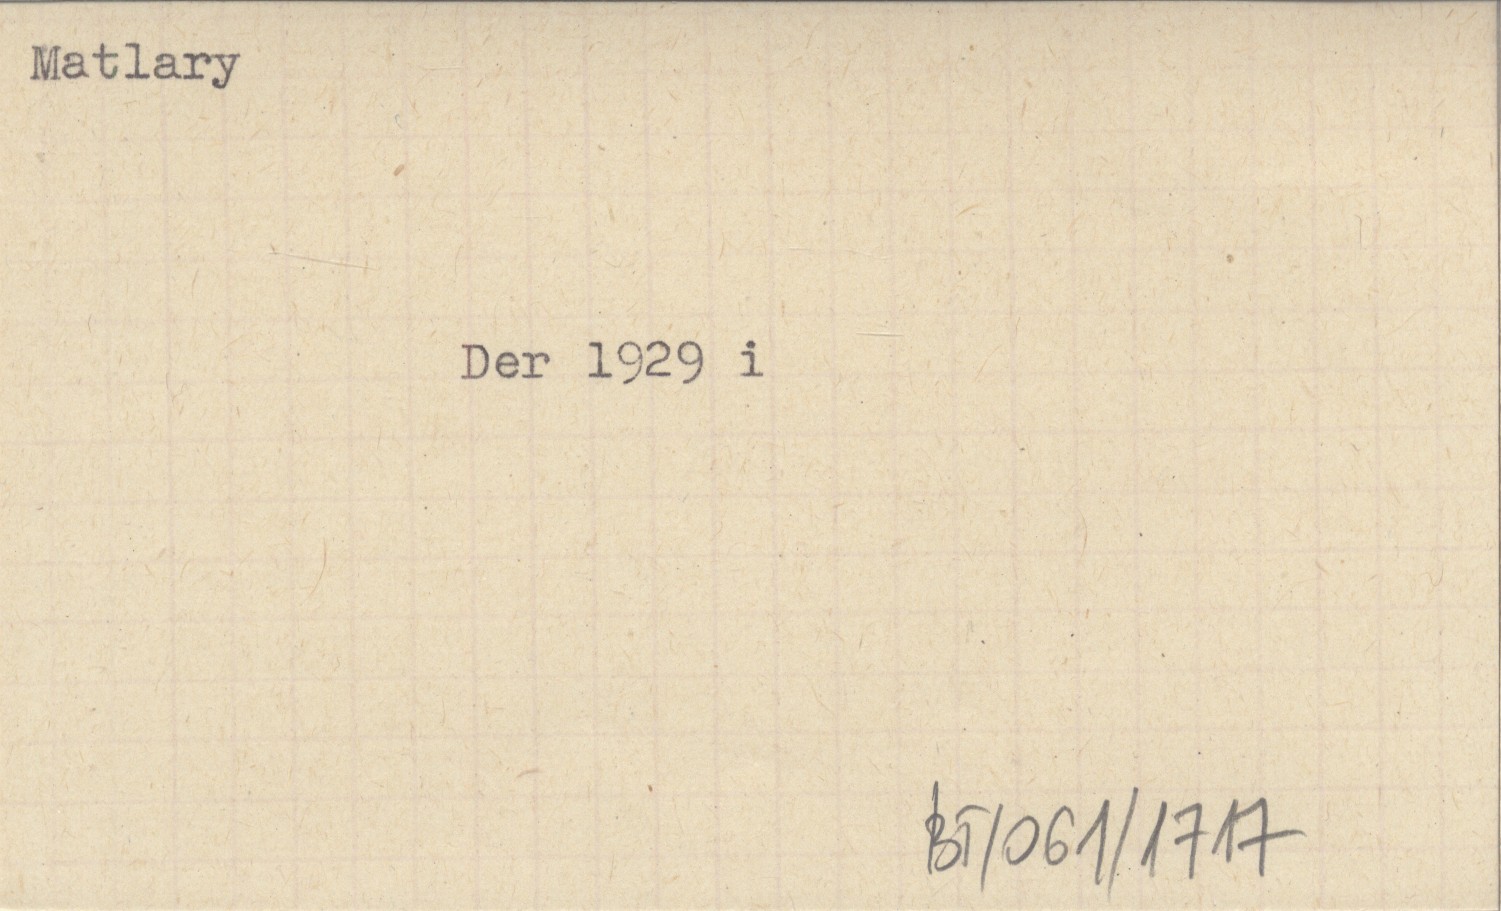 Matlary
Der 1929 i
BT/061/1717